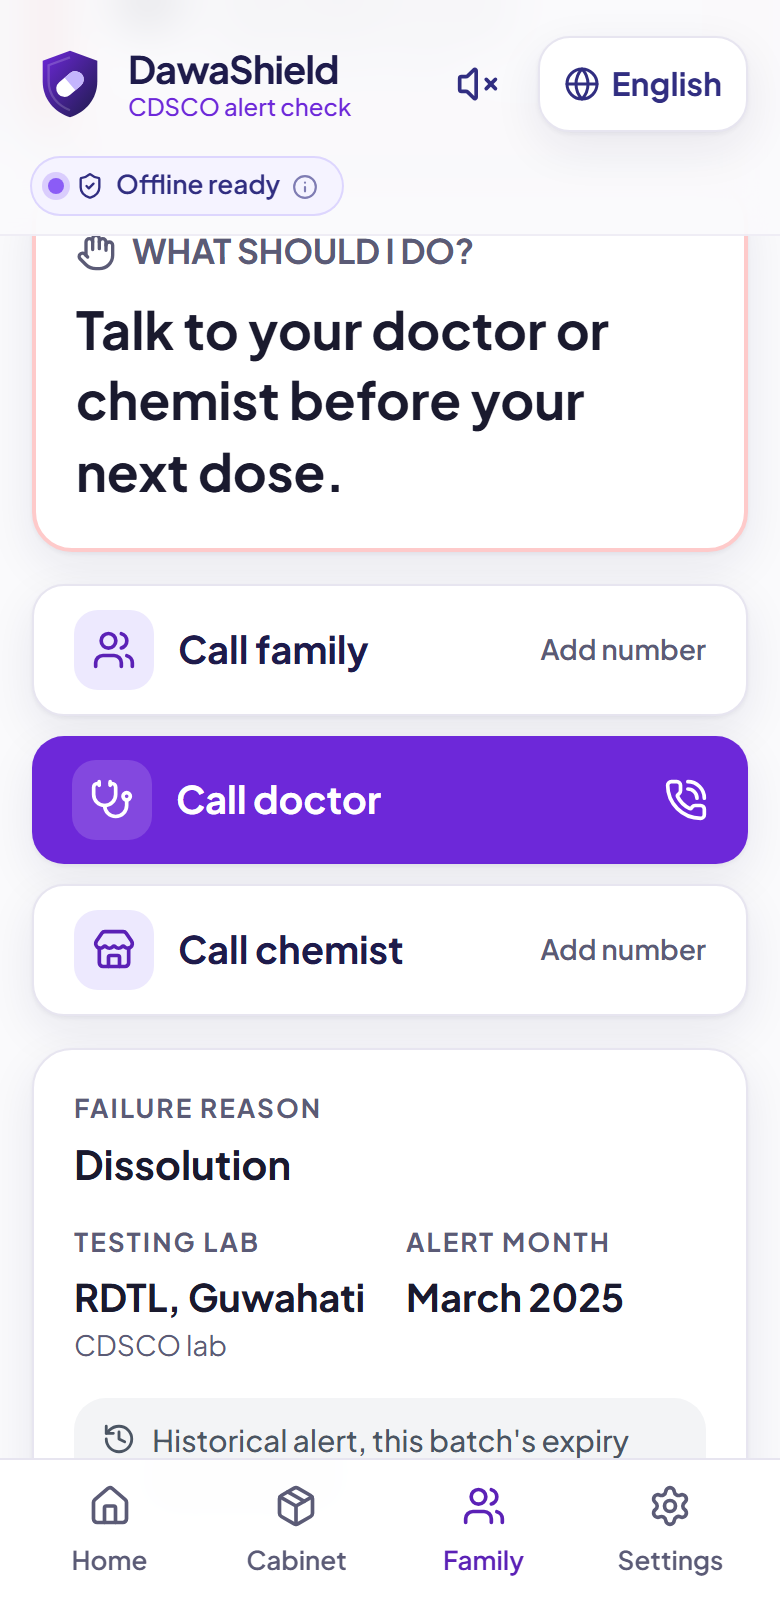 DawaShield
CDSCO alert check
English
Offline ready
WHAT SHOULD I DO?
Talk to your doctor or
chemist before your
next dose.
Call family
Add number
Call doctor
Call chemist
Add number
FAILURE REASON
Dissolution
TESTING LAB
ALERT MONTH
RDTL, Guwahati
March 2025
CDSCO lab
Historical alert, this batch's expiry
Home
Cabinet
Family
Settings